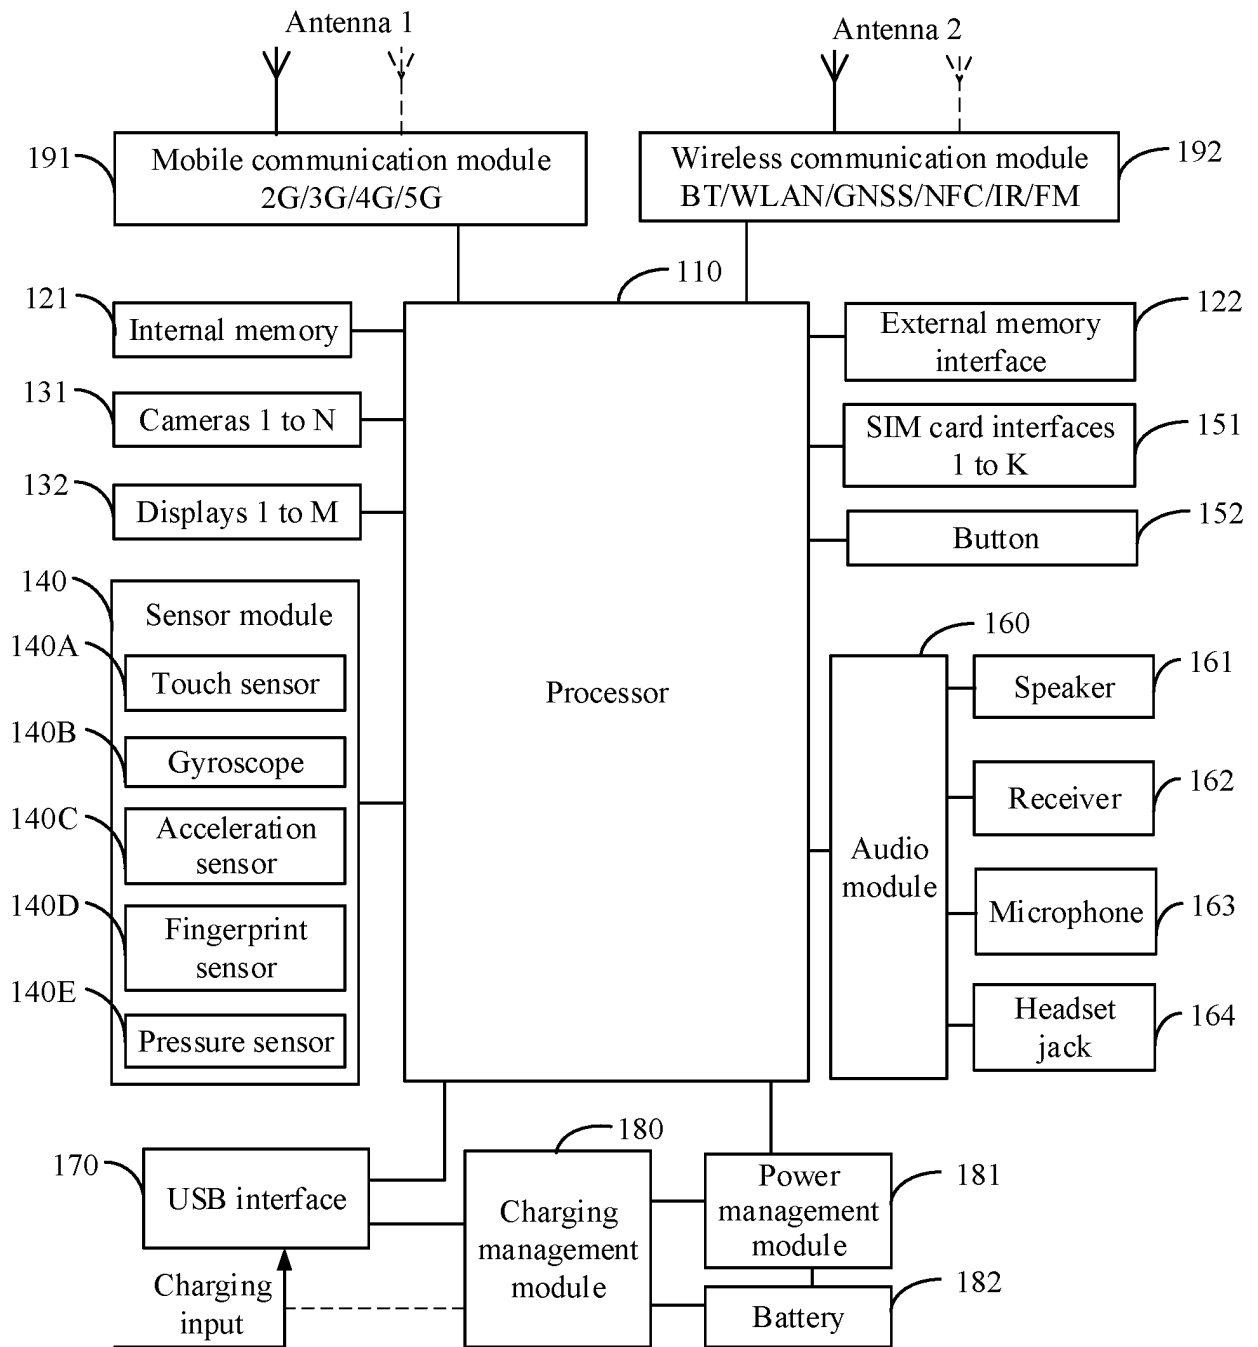 Antenna 1
Antenna 2
191
Mobile communication module
2G/3G/4G/5G
Wireless communication module
BT/WLAN/GNSS/NFC/IR/FM
192
110
121
Internal memory
External memory
interface
122
131
Cameras 1 to N
SIM card interfaces
1 to K
151
132
Displays 1 to M
Button
152
140
Sensor module
140A
Touch sensor
140B
Gyroscope
140C
Acceleration
sensor
140D
Fingerprint
sensor
140E
Pressure sensor
Processor
160
Audio
module
Speaker
161
Receiver
162
Microphone
163
Headset
jack
164
170
USB interface
Charging
input
180
Charging
management
module
Power
management
module
181
Battery
182